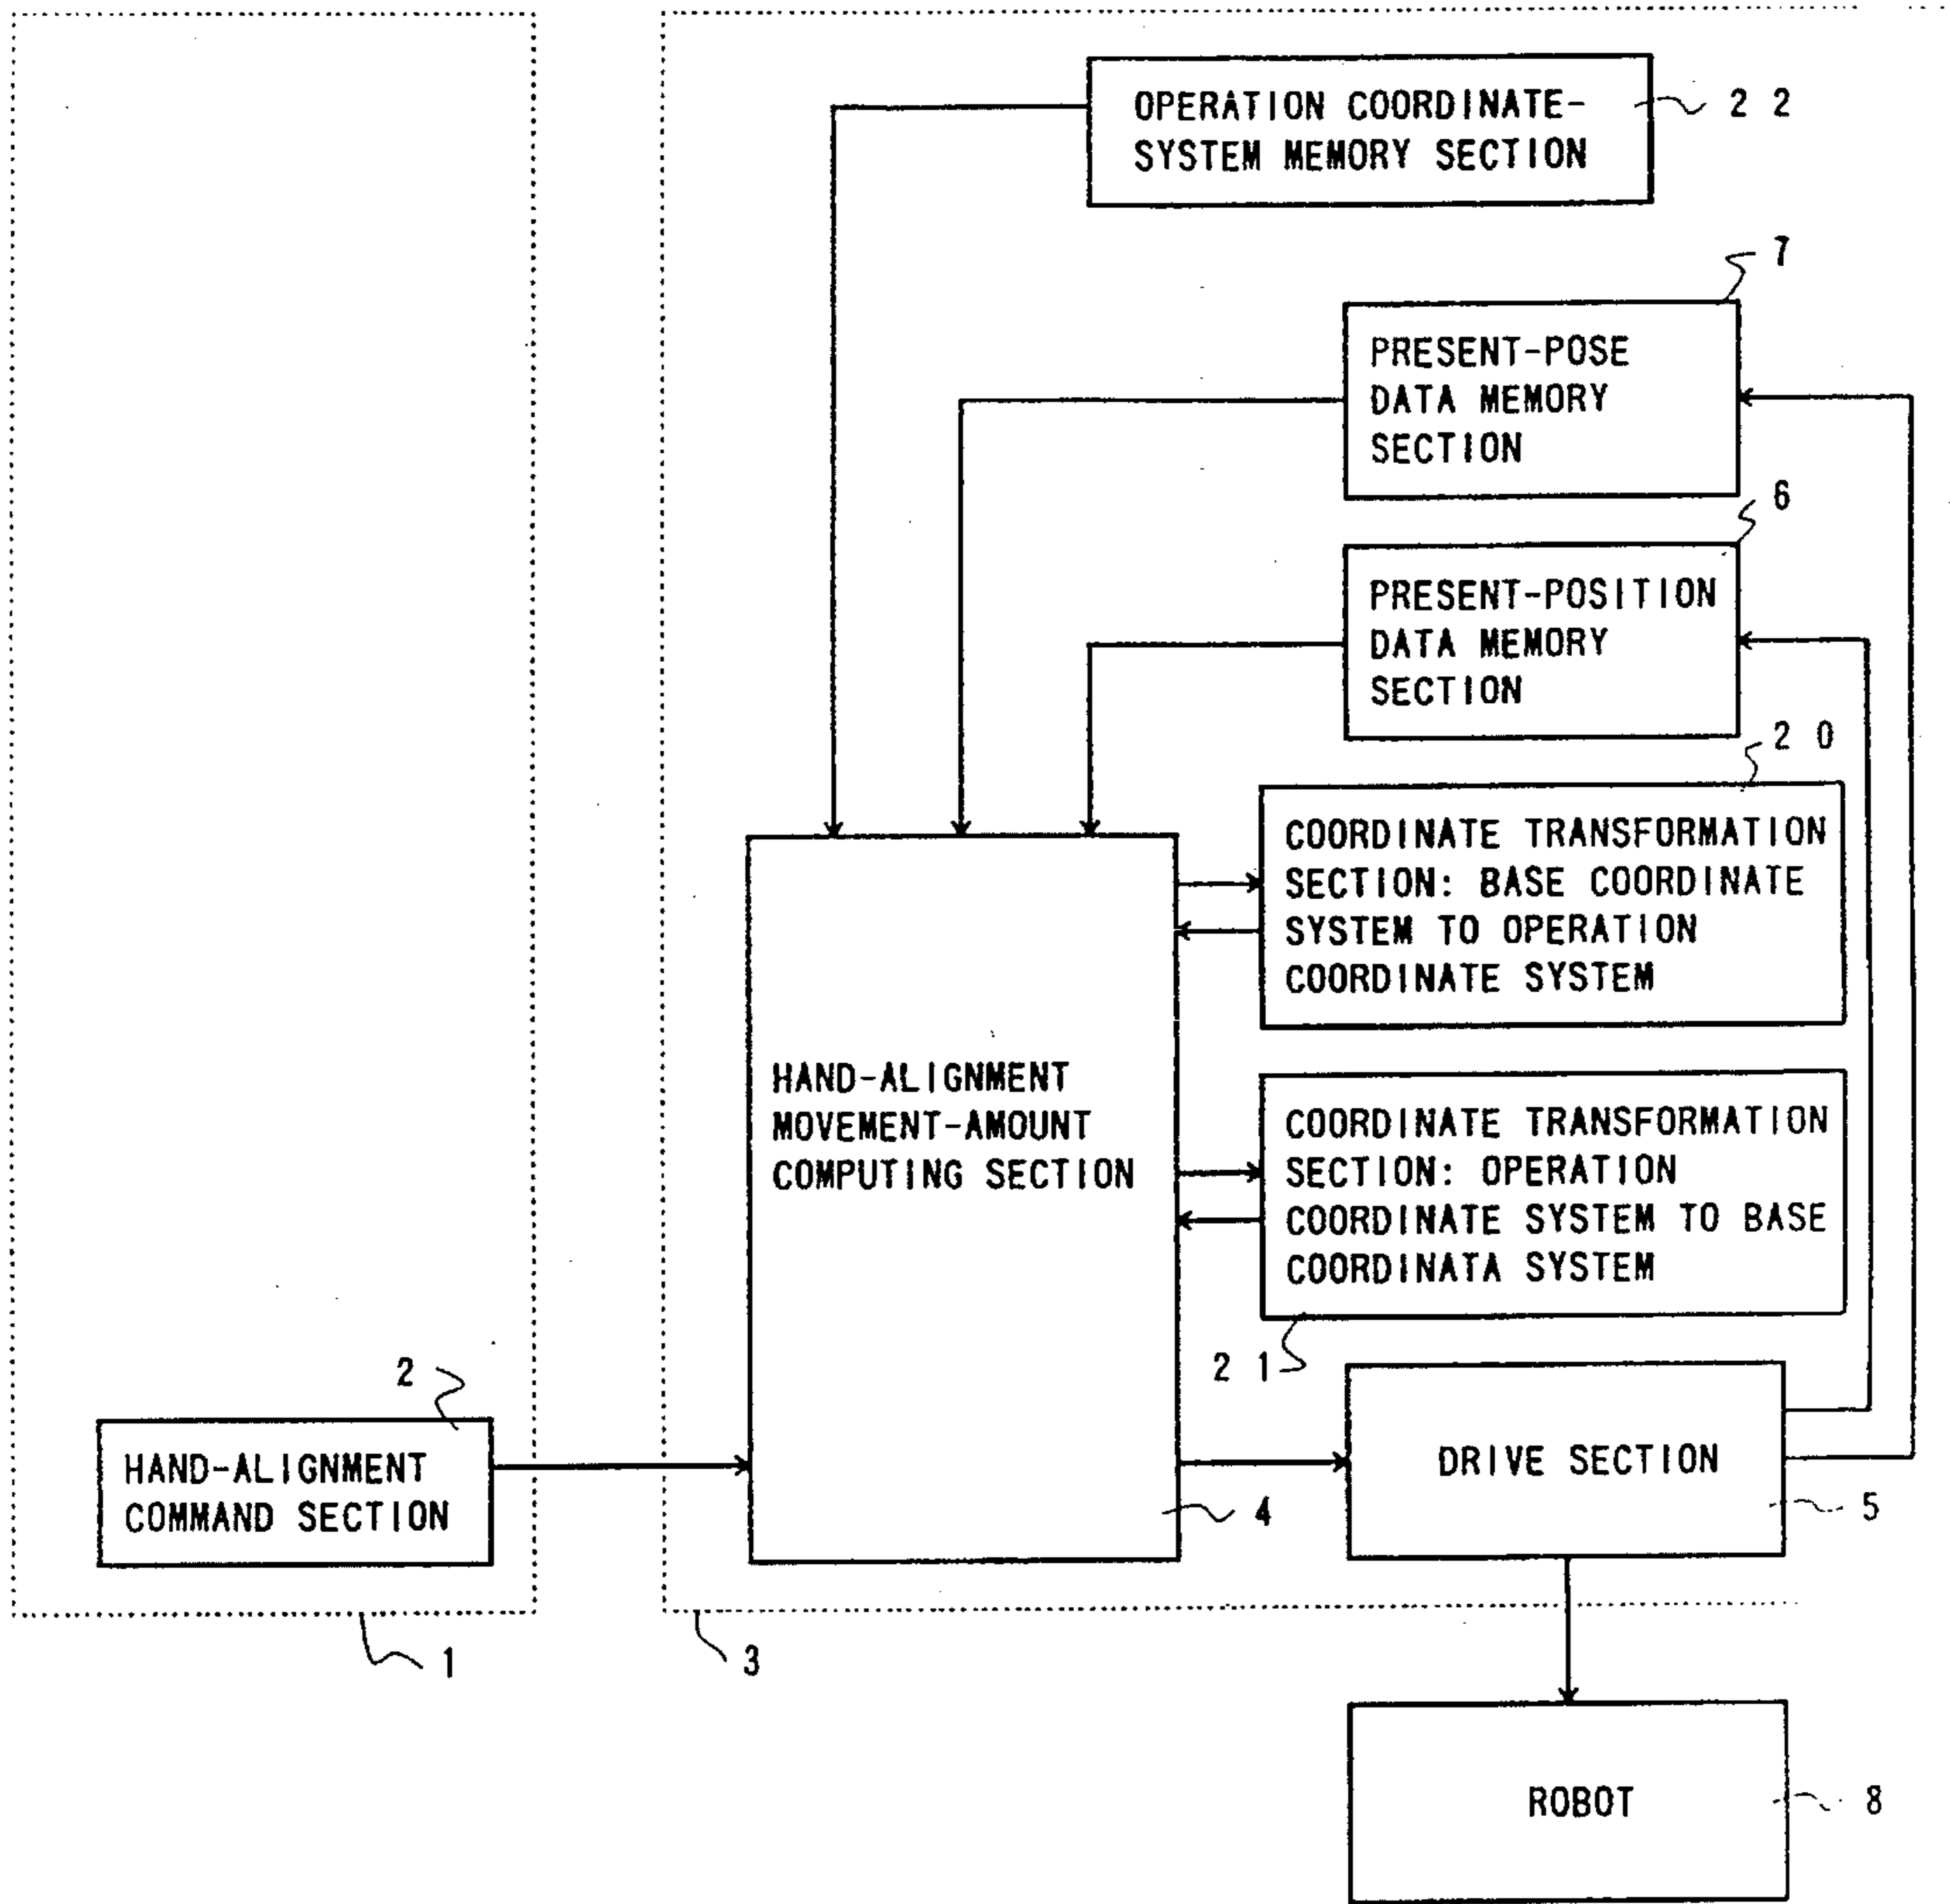 OPERATION COORDINATE-
SYSTEM MEMORY SECTION
22
7
PRESENT-POSE
DATA MEMORY
SECTION
6
PRESENT-POSITION
DATA MEMORY
SECTION
20
COORDINATE TRANSFORMATION
SECTION: BASE COORDINATE
SYSTEM TO OPERATION
COORDINATE SYSTEM
HAND-ALIGNMENT
MOVEMENT-AMOUNT
COMPUTING SECTION
COORDINATE TRANSFORMATION
SECTION: OPERATION
COORDINATE SYSTEM TO BASE
COORDINATA SYSTEM
21
2
HAND-ALIGNMENT
COMMAND SECTION
4
DRIVE SECTION
5
1
3
ROBOT
8